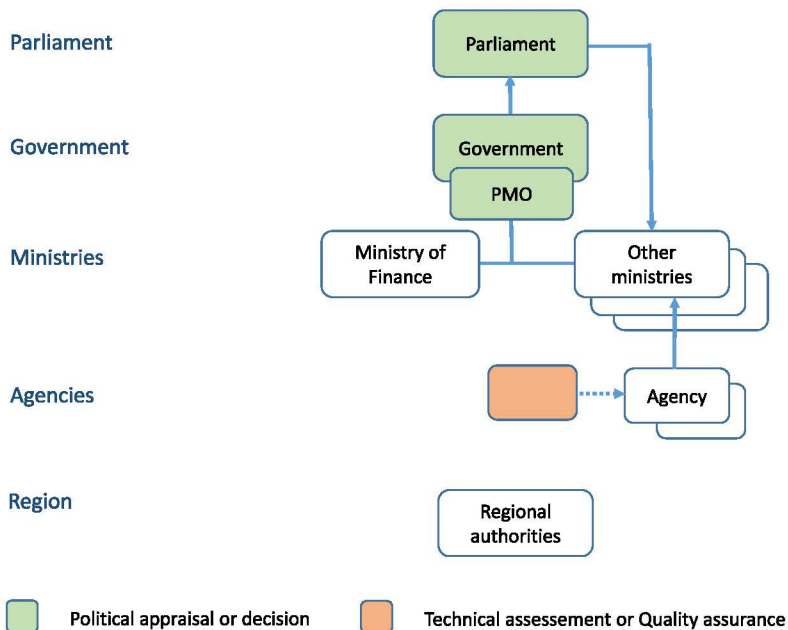 Parliament
Parliament
Government
Government
PMO
Ministries
Ministry of
Finance
Other
ministries
Agencies
Agency
Region
Regional
authorities
Political appraisal or decision
Technical assessement or Quality assurance